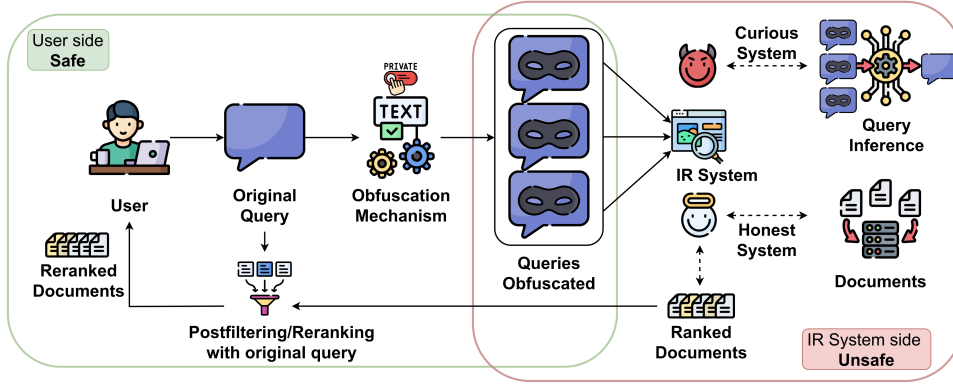 User side
Safe
User
Original
Query
PRIVATE
TEXT
Obfuscation
Mechanism
Queries
Obfuscated
IR System
Curious
System
Query
Inference
Honest
System
Documents
Ranked
Documents
Postfiltering/Reranking
with original query
Reranked
Documents
IR System side
Unsafe